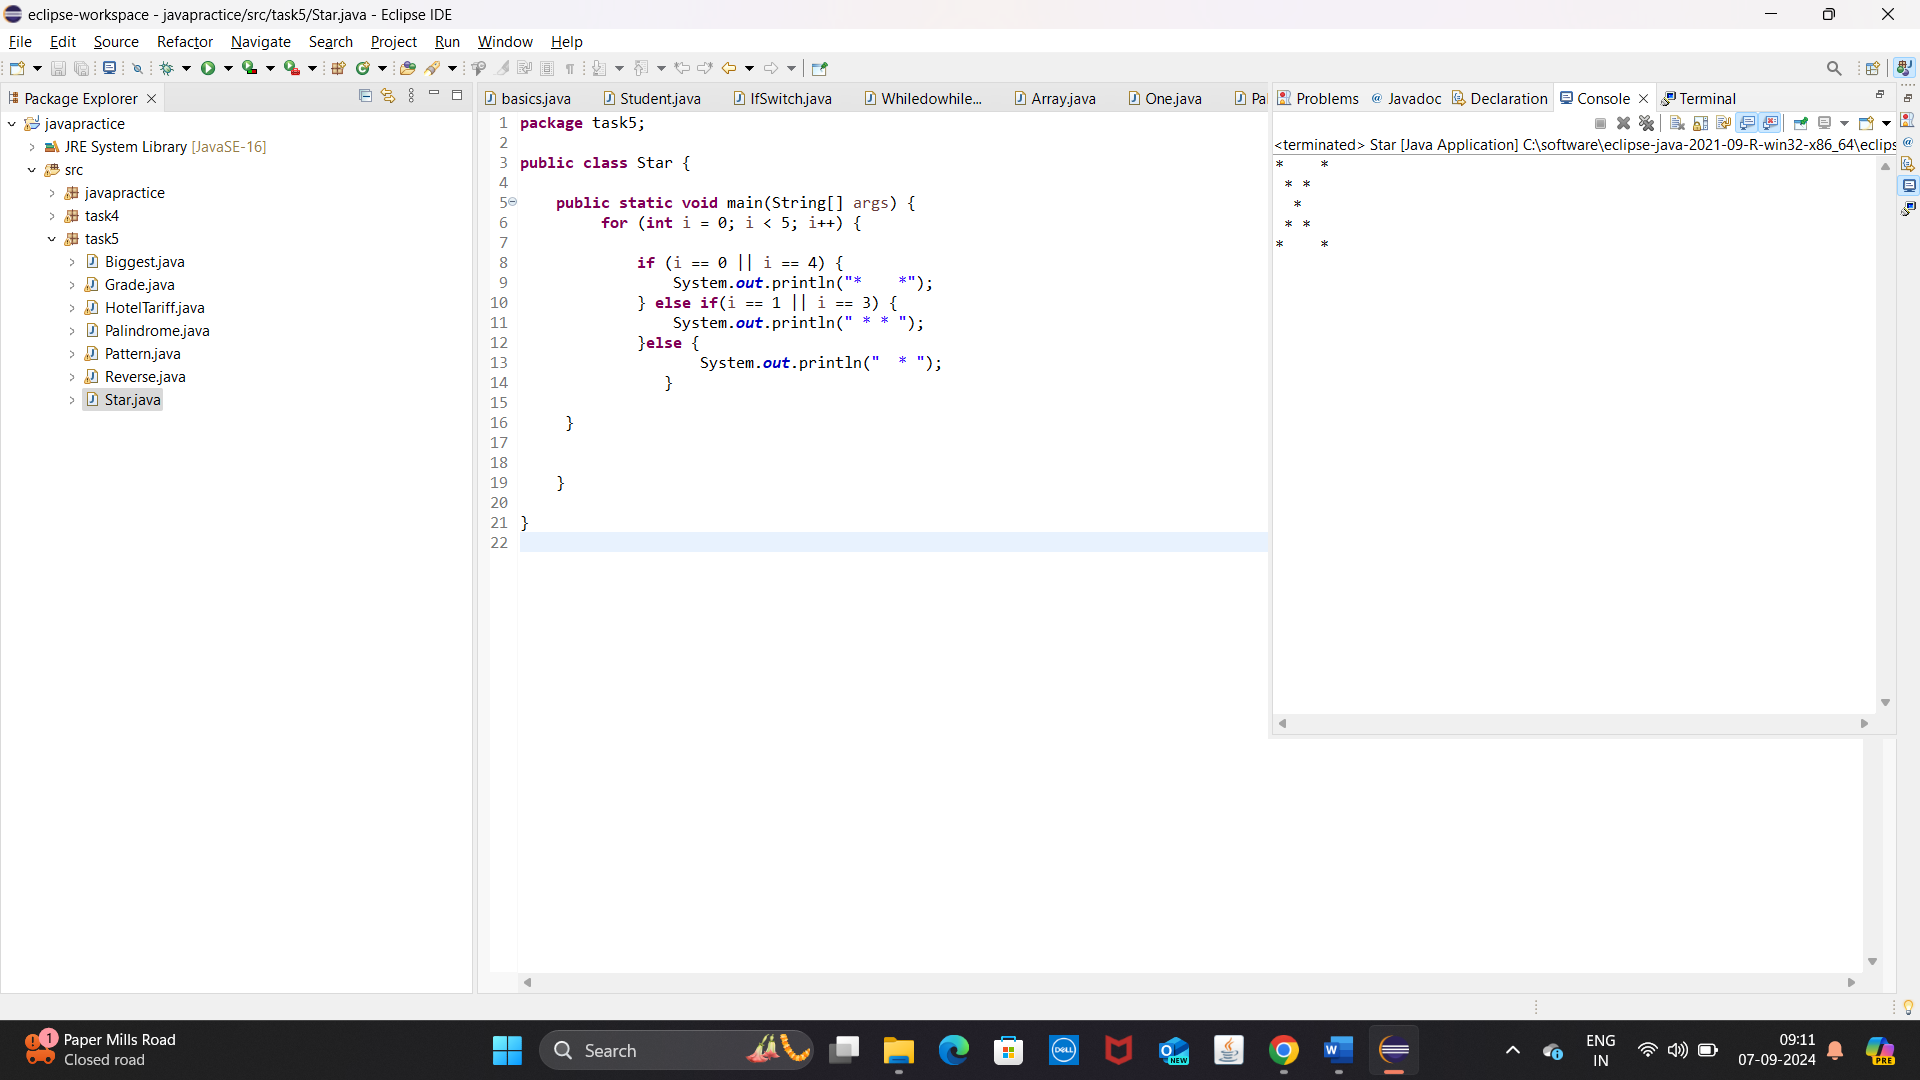 eclipse-workspace - javapractice/src/task5/Star.java - Eclipse IDE
File Edit Source Refactor Navigate Search Project Run Window Help
Package Explorer
javapractice
JRE System Library [JavaSE-16]
src
javapractice
task4
task5
Biggest.java
Grade.java
HotelTariff.java
Palindrome.java
Pattern.java
Reverse.java
Star.java
basics.java Student.java IfSwitch.java Whiledowhile... Array.java One.java Pa
1 package task5;
2
3 public class Star {
4
5 public static void main(String[] args) {
6 for (int i = 0; i < 5; i++) {
7
8 if (i == 0 || i == 4) {
9 System.out.println("*    *");
10 } else if(i == 1 || i == 3) {
11 System.out.println(" * * ");
12 }else {
13 System.out.println("  * ");
14 }
15
16 }
17
18
19 }
20
21 }
22
Problems Javadoc Declaration Console Terminal
<terminated> Star [Java Application] C:\software\eclipse-java-2021-09-R-win32-x86_64\eclips
*    *
 * *
  *
 * *
*    *
1
Paper Mills Road
Closed road
Search
DELL
NEW
ENG
IN
09:11
07-09-2024
PRE